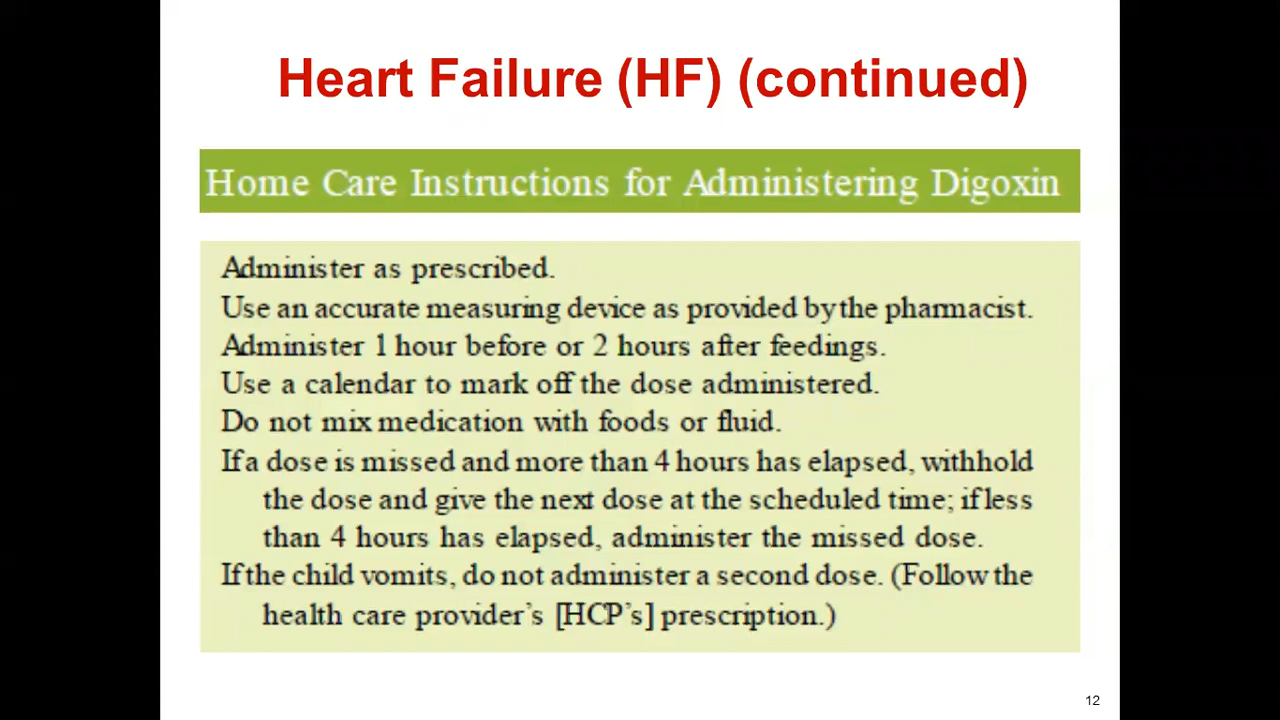 Heart Failure (HF) (continued)
Home Care Instructions for Administering Digoxin
Administer as prescribed.
Use an accurate measuring device as provided by the pharmacist.
Administer 1 hour before or 2 hours after feedings.
Use a calendar to mark off the dose administered.
Do not mix medication with foods or fluid.
If a dose is missed and more than 4 hours has elapsed, withhold
the dose and give the next dose at the scheduled time; if less
than 4 hours has elapsed, administer the missed dose.
If the child vomits, do not administer a second dose. (Follow the
health care provider's [HCP's] prescription.)
12